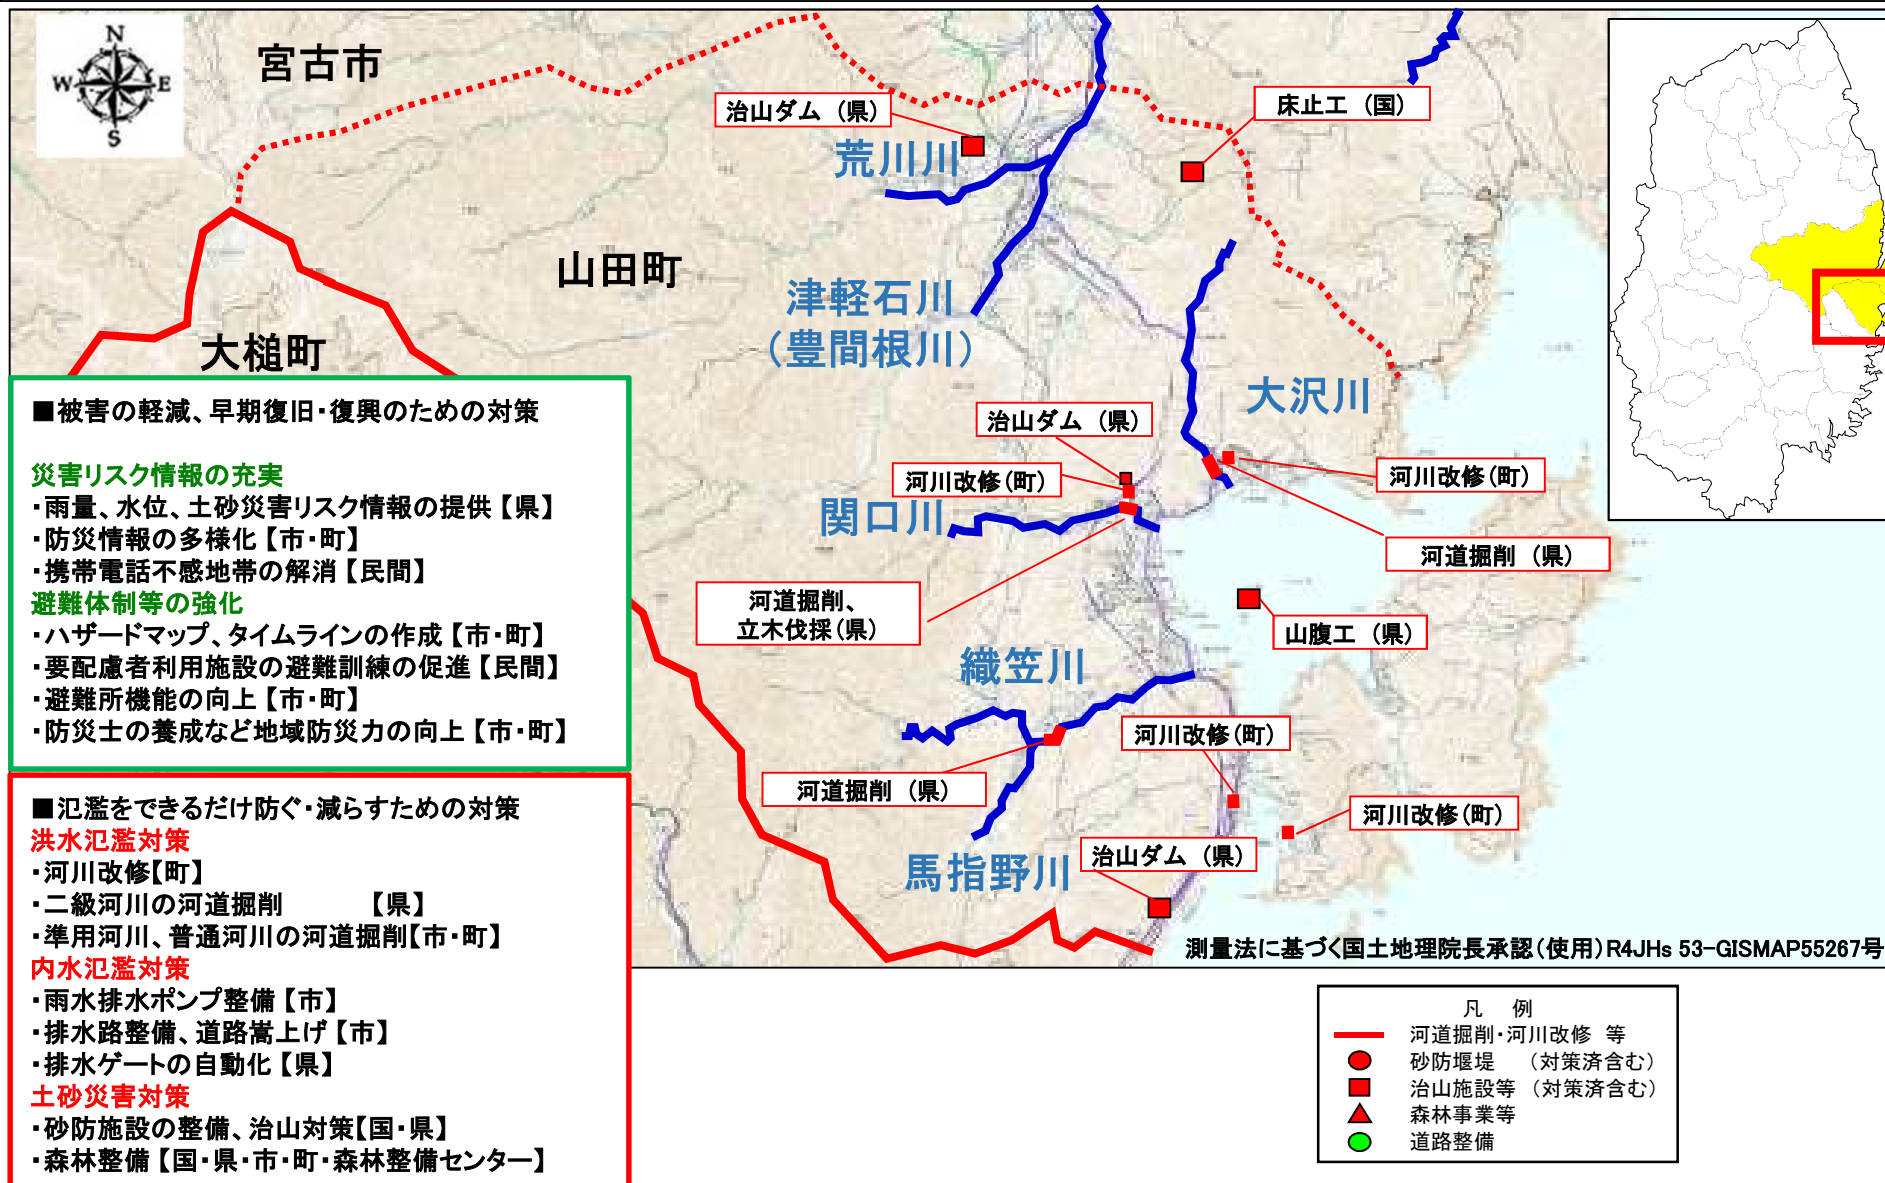 N
W E
S
宮古市
治山ダム （県）
床止工 （国）
荒川川
山田町
津軽石川
（豊間根川）
大槌町
大沢川
治山ダム （県）
河川改修（町）
河川改修（町）
関口川
河道掘削 （県）
河道掘削、
立木伐採（県）
山腹工 （県）
織笠川
河川改修（町）
河道掘削 （県）
河川改修（町）
治山ダム （県）
馬指野川
測量法に基づく国土地理院長承認（使用）R4JHs 53-GISMAP55267号
■被害の軽減、早期復旧・復興のための対策
災害リスク情報の充実
・雨量、水位、土砂災害リスク情報の提供【県】
・防災情報の多様化【市・町】
・携帯電話不感地帯の解消【民間】
避難体制等の強化
・ハザードマップ、タイムラインの作成【市・町】
・要配慮者利用施設の避難訓練の促進【民間】
・避難所機能の向上【市・町】
・防災士の養成など地域防災力の向上【市・町】
■氾濫をできるだけ防ぐ・減らすための対策
洪水氾濫対策
・河川改修【町】
・二級河川の河道掘削 【県】
・準用河川、普通河川の河道掘削【市・町】
内水氾濫対策
・雨水排水ポンプ整備【市】
・排水路整備、道路嵩上げ【市】
・排水ゲートの自動化【県】
土砂災害対策
・砂防施設の整備、治山対策【国・県】
・森林整備【国・県・市・町・森林整備センター】
凡 例
河道掘削・河川改修 等
砂防堰堤 （対策済含む）
治山施設等 （対策済含む）
森林事業等
道路整備